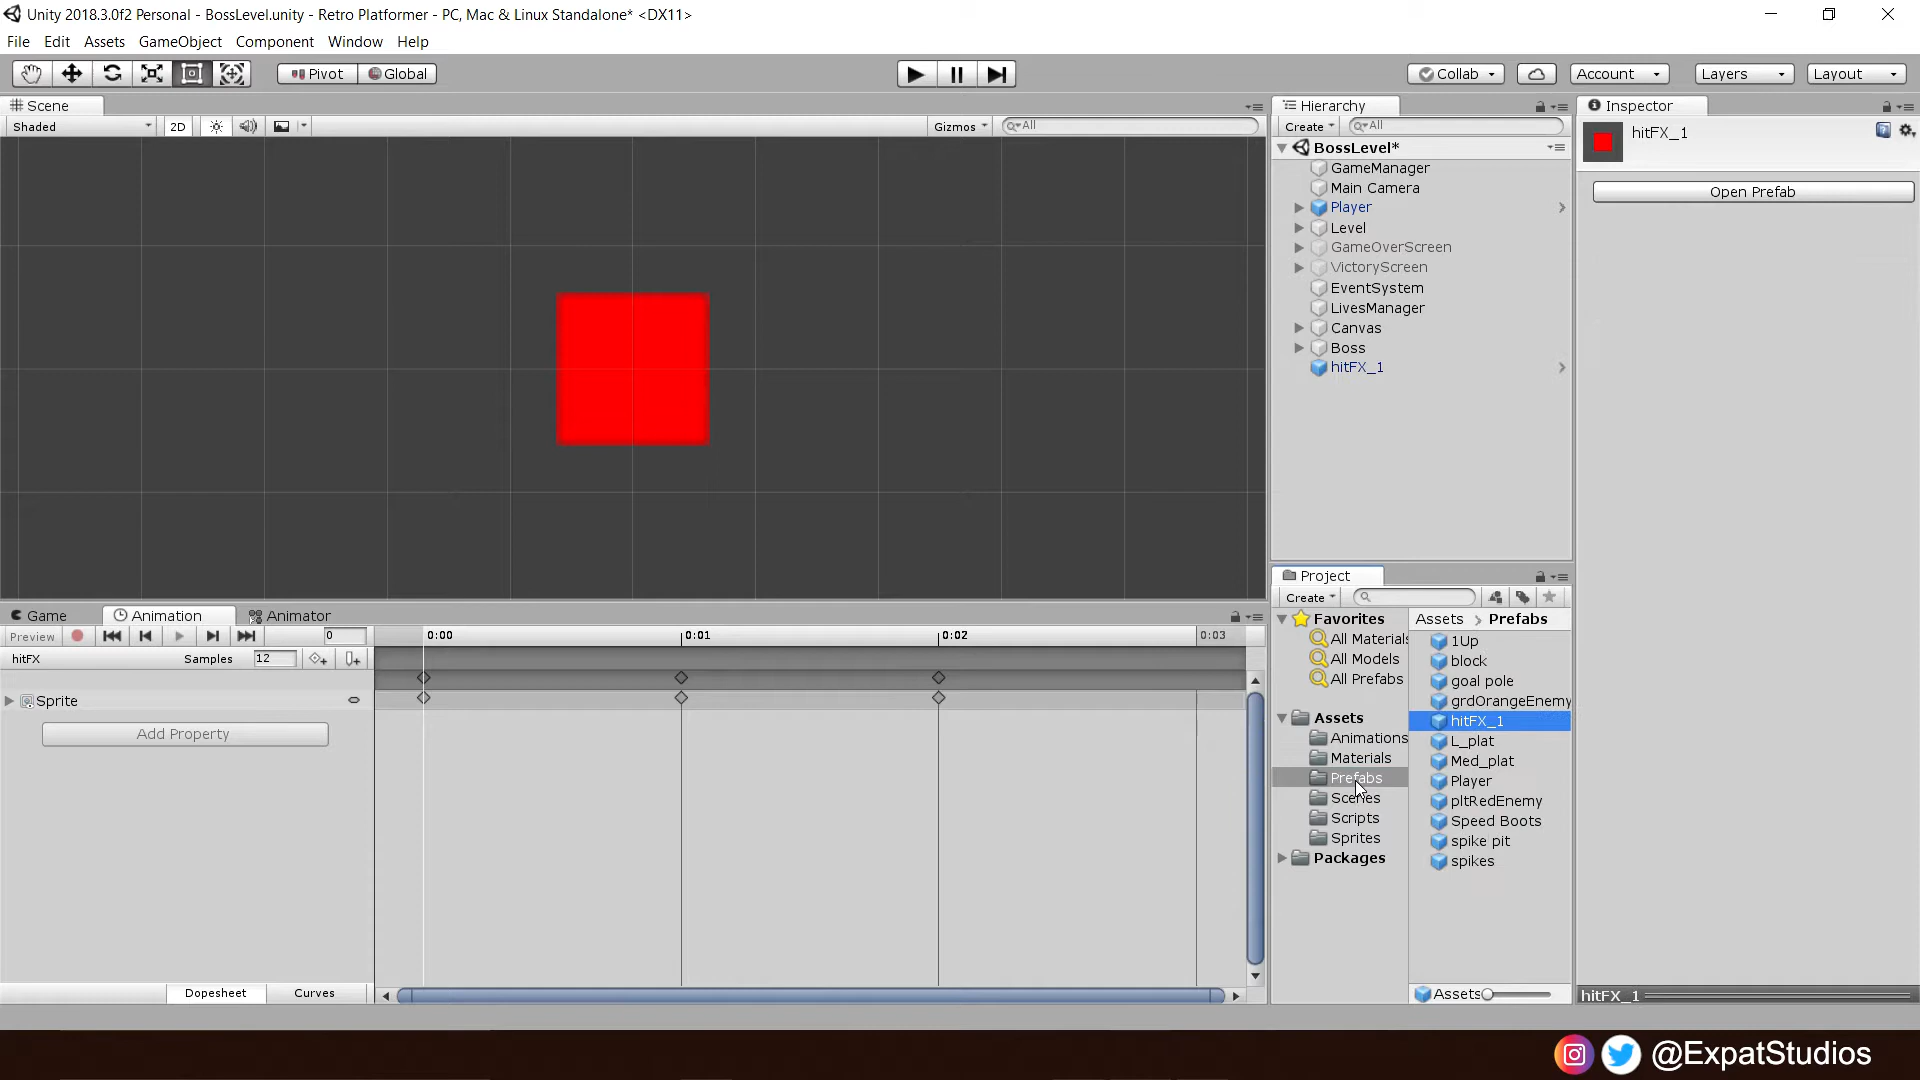 Unity 2018.3.0f2 Personal - BossLevel.unity - Retro Platformer - PC, Mac & Linux Standalone* <DX11>
File Edit Assets GameObject Component Window Help
Pivot Global Collab Account Layers Layout
Scene
Shaded 2D Gizmos All
Hierarchy
Create All
BossLevel*
GameManager
Main Camera
Player
Level
GameOverScreen
VictoryScreen
EventSystem
LivesManager
Canvas
Boss
hitFX_1
Inspector
hitFX_1
Open Prefab
Game Animation Animator
Preview 0 0:00 0:01 0:02 0:03
hitFX Samples 12
Sprite
Add Property
Dopesheet Curves
Project
Create
Favorites
All Materials
All Models
All Prefabs
Assets
Animations
Materials
Prefabs
Scenes
Scripts
Sprites
Packages
Assets > Prefabs
1Up
block
goal pole
grdOrangeEnemy
hitFX_1
L_plat
Med_plat
Player
pltRedEnemy
Speed Boots
spike pit
spikes
Assets
hitFX_1
@ExpatStudios